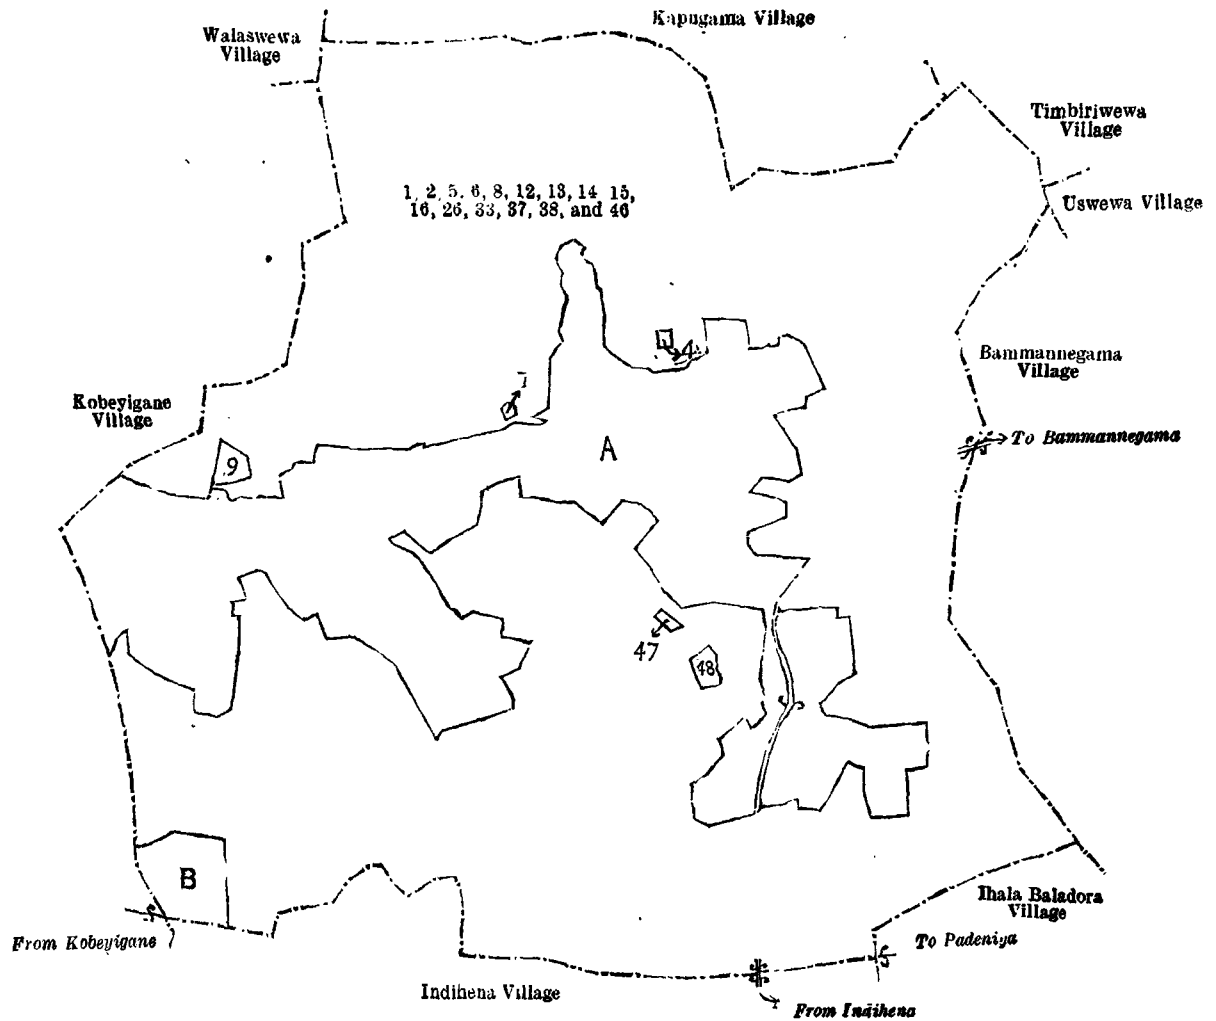 Kapugama Village
Walaswewa
Village
Timbiriwewa
Village
1, 2, 5, 6, 8, 12, 13, 14, 15,
16, 26, 33, 37, 38, and 46
Uswewa Village
4
Bammannegama
Village
Kobeyigane
Village
To Bammannegama
A
9
47
48
B
Ihala Baladora
Village
From Kobeyigane
To Padeniya
Indihena Village
From Indihena